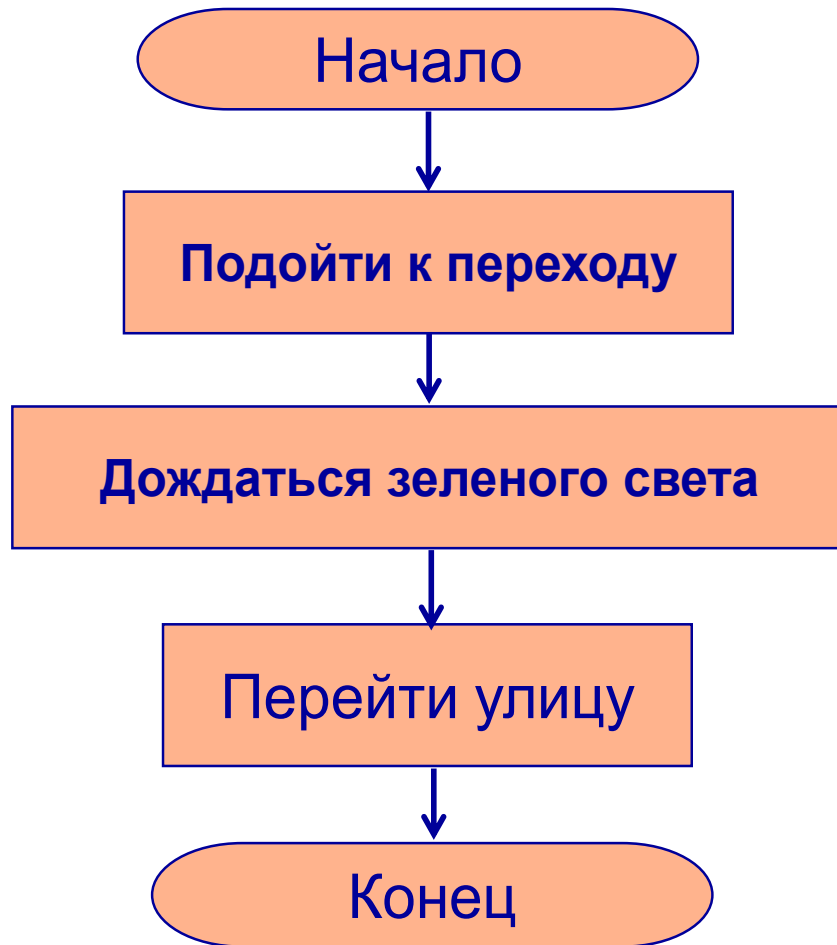 Начало
Подойти к переходу
Дождаться зеленого света
Перейти улицу
Конец